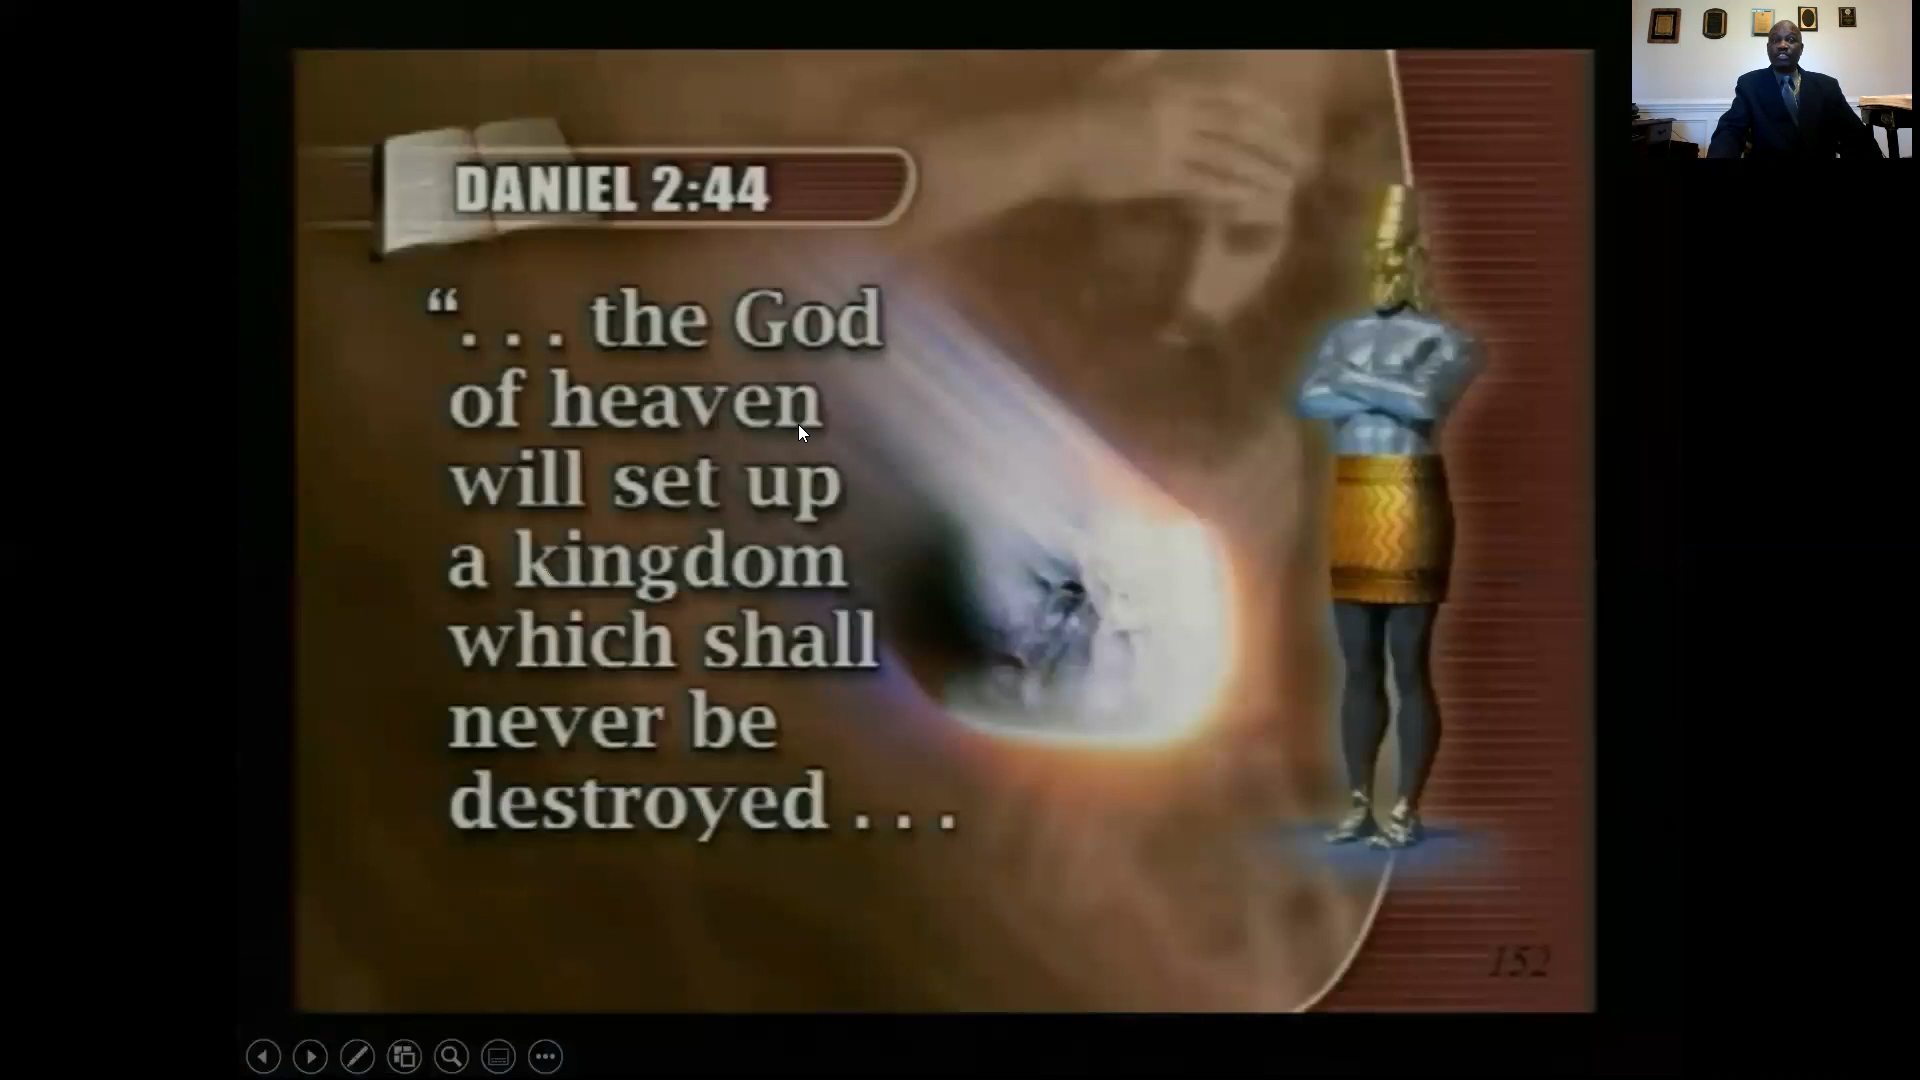 DANIEL 2:44
“. . . the God
of heaven
will set up
a kingdom
which shall
never be
destroyed . . .
152